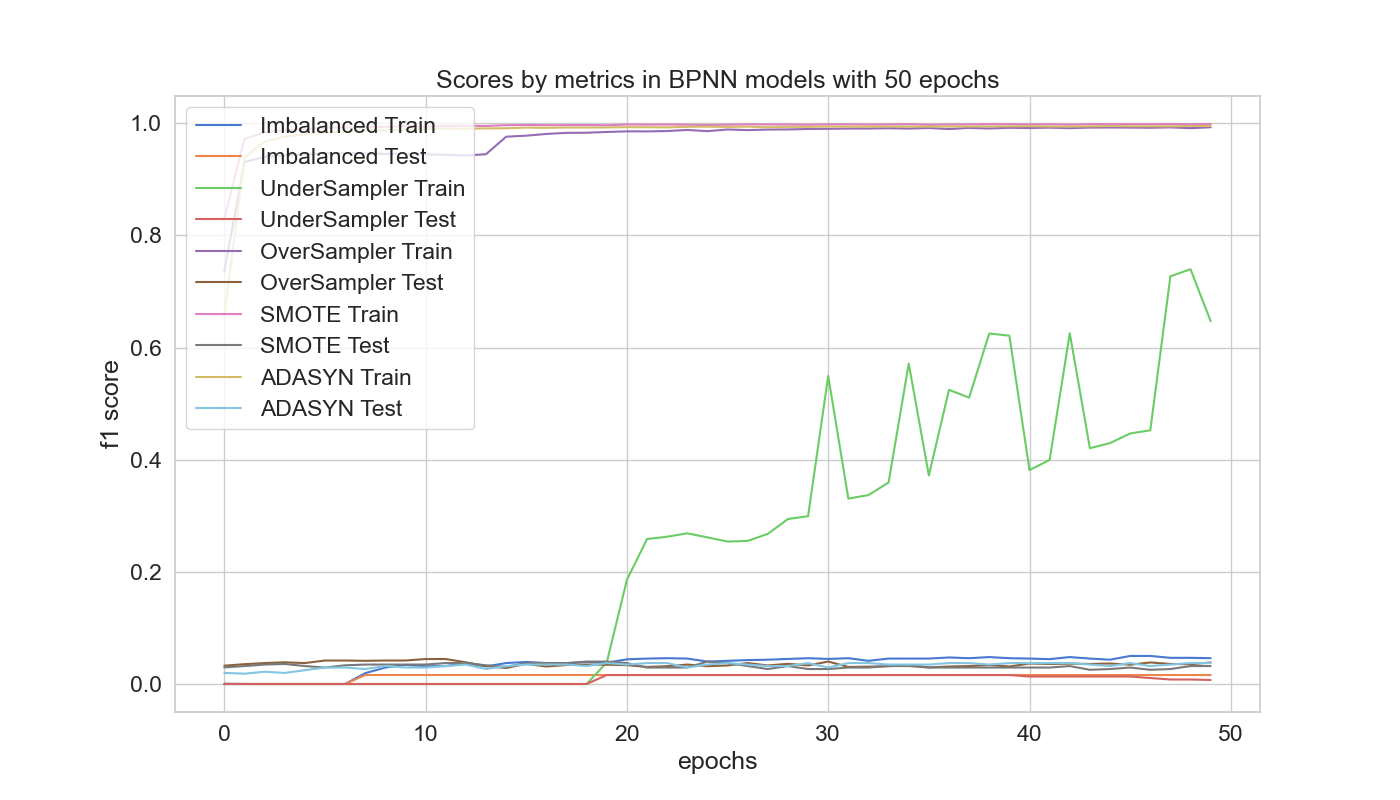 Scores by metrics in BPNN models with 50 epochs
1.0
0.8
0.6
0.4
0.2
0.0
f1 score
Imbalanced Train
Imbalanced Test
UnderSampler Train
UnderSampler Test
OverSampler Train
OverSampler Test
SMOTE Train
SMOTE Test
ADASYN Train
ADASYN Test
0 10 20 30 40 50
epochs